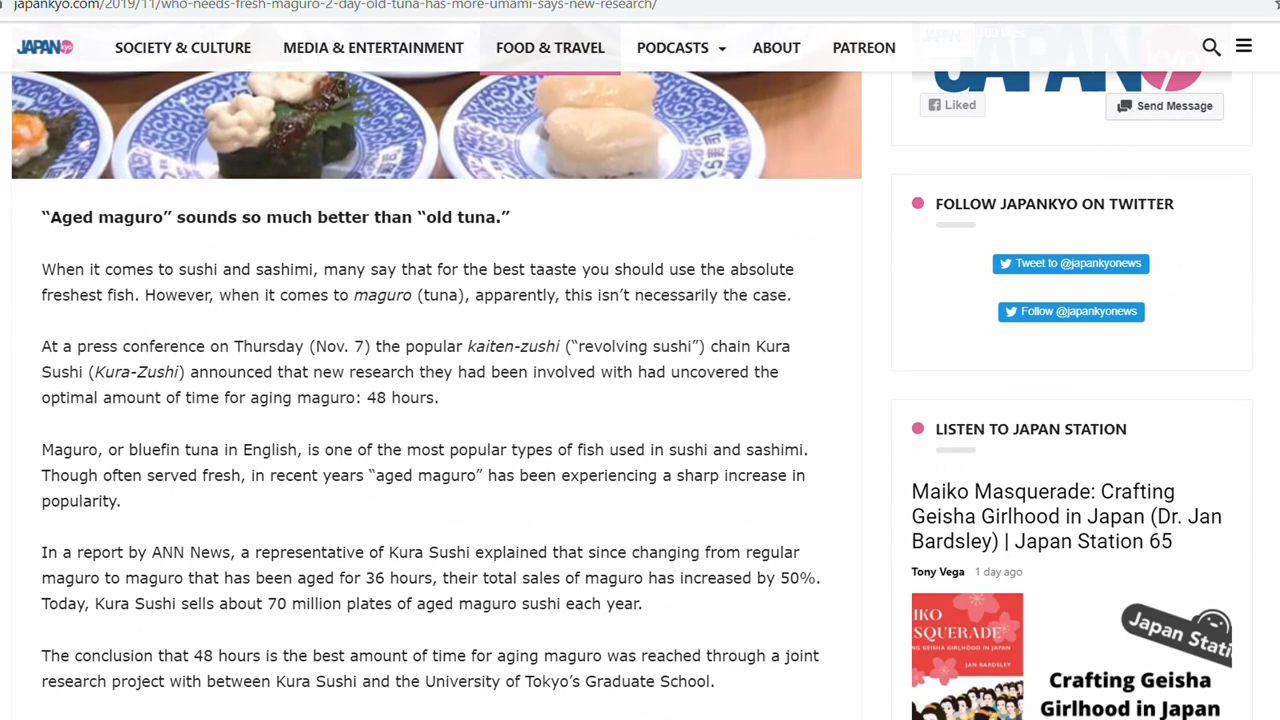 japankyo.com/2019/11/who-needs-fresh-maguro-2-day-old-tuna-has-more-umami-says-new-research/
JAPANkyo
SOCIETY & CULTURE
MEDIA & ENTERTAINMENT
FOOD & TRAVEL
PODCASTS
ABOUT
PATREON
JAPANkyo
Liked
Send Message
“Aged maguro” sounds so much better than “old tuna.”
When it comes to sushi and sashimi, many say that for the best taaste you should use the absolute
freshest fish. However, when it comes to maguro (tuna), apparently, this isn’t necessarily the case.
At a press conference on Thursday (Nov. 7) the popular kaiten-zushi (“revolving sushi”) chain Kura
Sushi (Kura-Zushi) announced that new research they had been involved with had uncovered the
optimal amount of time for aging maguro: 48 hours.
Maguro, or bluefin tuna in English, is one of the most popular types of fish used in sushi and sashimi.
Though often served fresh, in recent years “aged maguro” has been experiencing a sharp increase in
popularity.
In a report by ANN News, a representative of Kura Sushi explained that since changing from regular
maguro to maguro that has been aged for 36 hours, their total sales of maguro has increased by 50%.
Today, Kura Sushi sells about 70 million plates of aged maguro sushi each year.
The conclusion that 48 hours is the best amount of time for aging maguro was reached through a joint
research project with between Kura Sushi and the University of Tokyo’s Graduate School.
FOLLOW JAPANKYO ON TWITTER
Tweet to @japankyonews
Follow @japankyonews
LISTEN TO JAPAN STATION
Maiko Masquerade: Crafting
Geisha Girlhood in Japan (Dr. Jan
Bardsley) | Japan Station 65
Tony Vega 1 day ago
IKO
SQUERADE
NG GEISHA GIRLHOOD IN JAPAN
JAN BARDSLEY
Japan Stati
Crafting Geisha
Girlhood in Japan